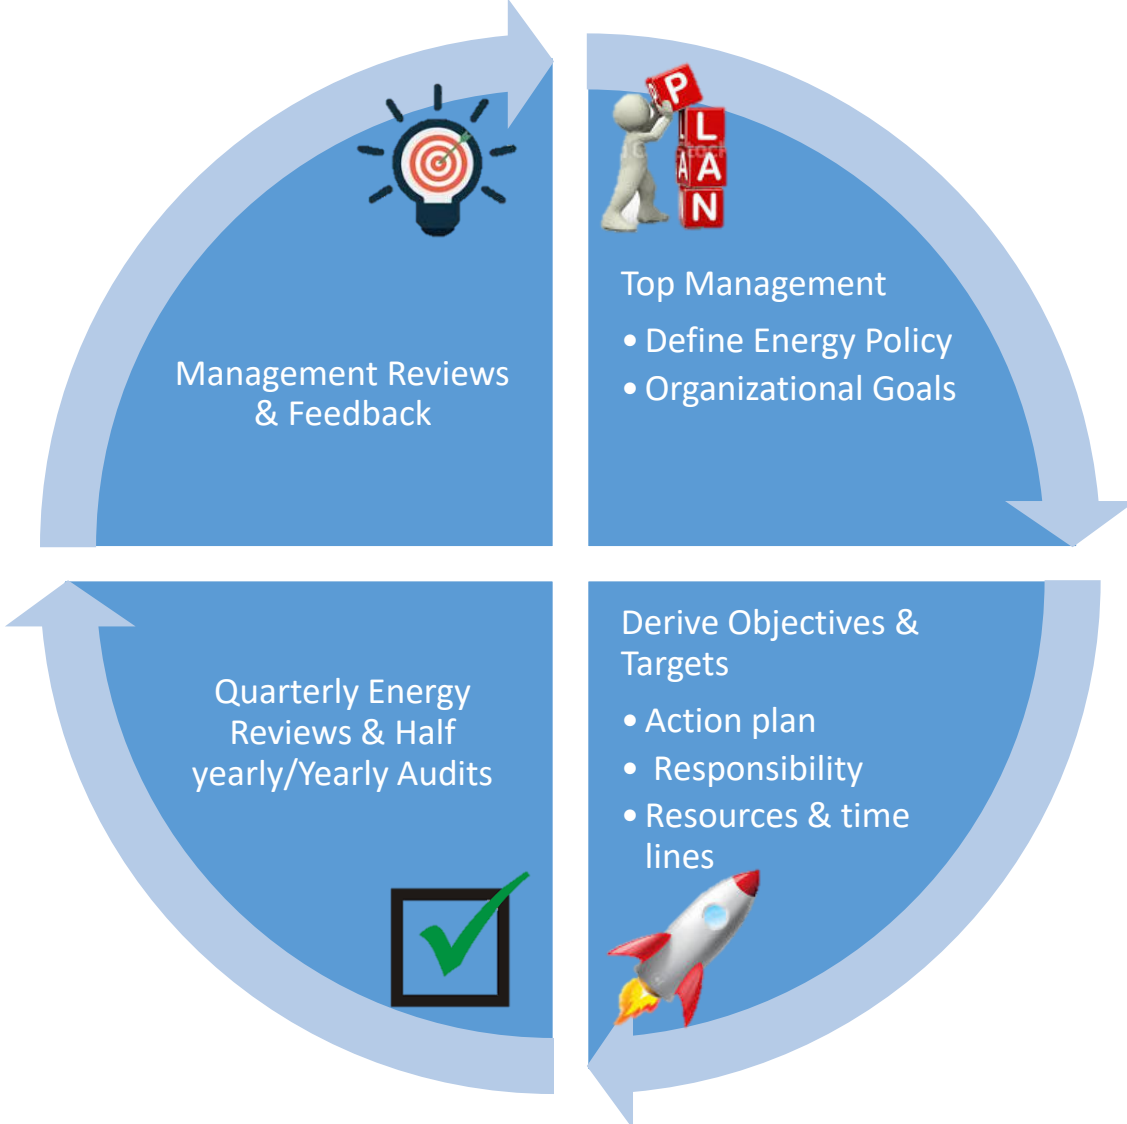 P
L
A A
N
Top Management
• Define Energy Policy
• Organizational Goals
Management Reviews
& Feedback
Derive Objectives &
Targets
• Action plan
• Responsibility
• Resources & time
lines
Quarterly Energy
Reviews & Half
yearly/Yearly Audits